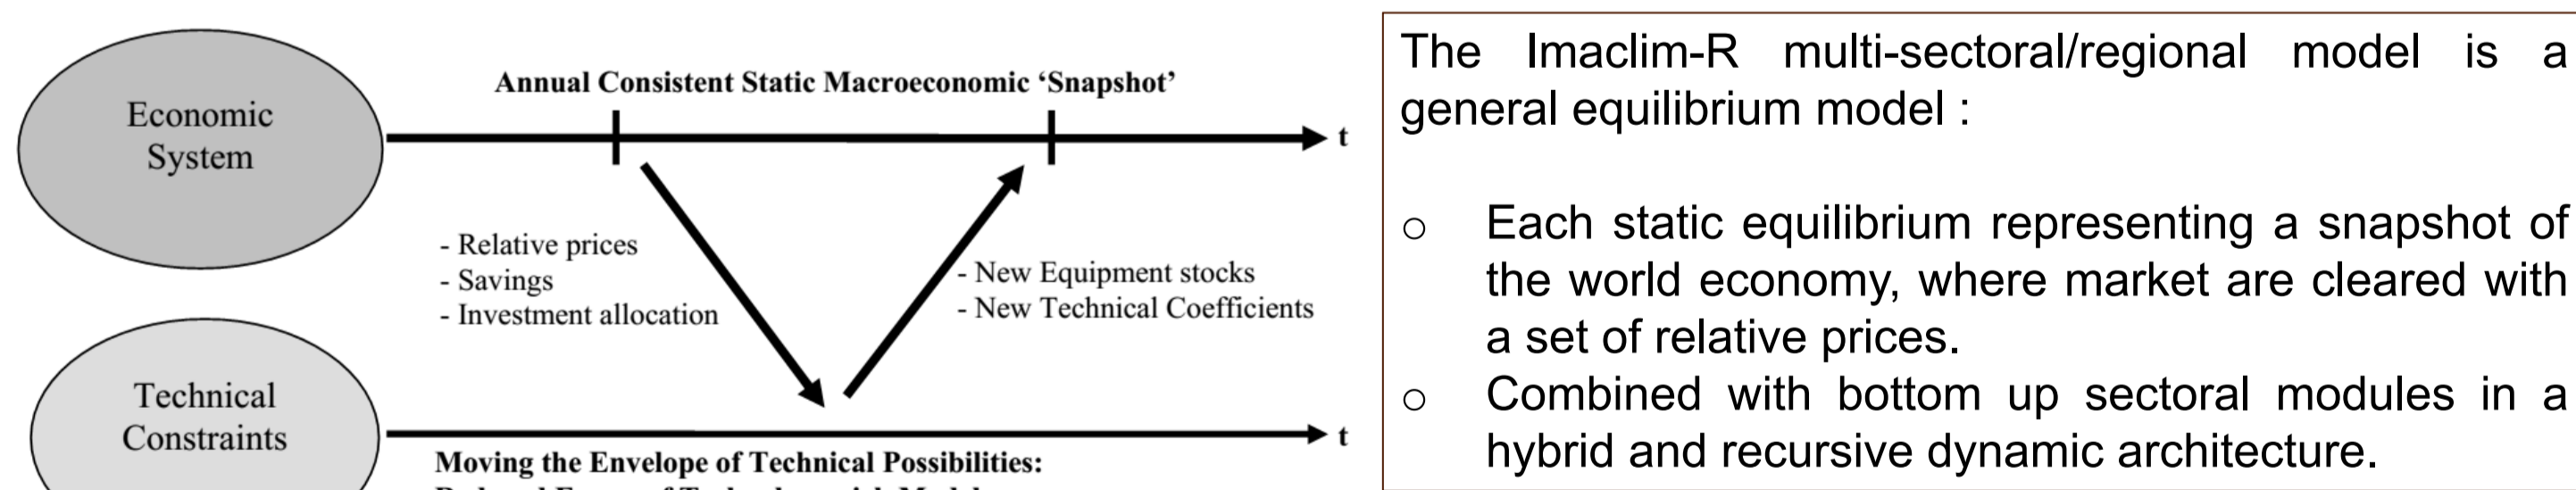 Economic
System
Annual Consistent Static Macroeconomic ‘Snapshot’
t
- Relative prices
- Savings
- Investment allocation
- New Equipment stocks
- New Technical Coefficients
Technical
Constraints
t
Moving the Envelope of Technical Possibilities:
The Imaclim-R multi-sectoral/regional model is a
general equilibrium model :
o Each static equilibrium representing a snapshot of
the world economy, where market are cleared with
a set of relative prices.
o Combined with bottom up sectoral modules in a
hybrid and recursive dynamic architecture.